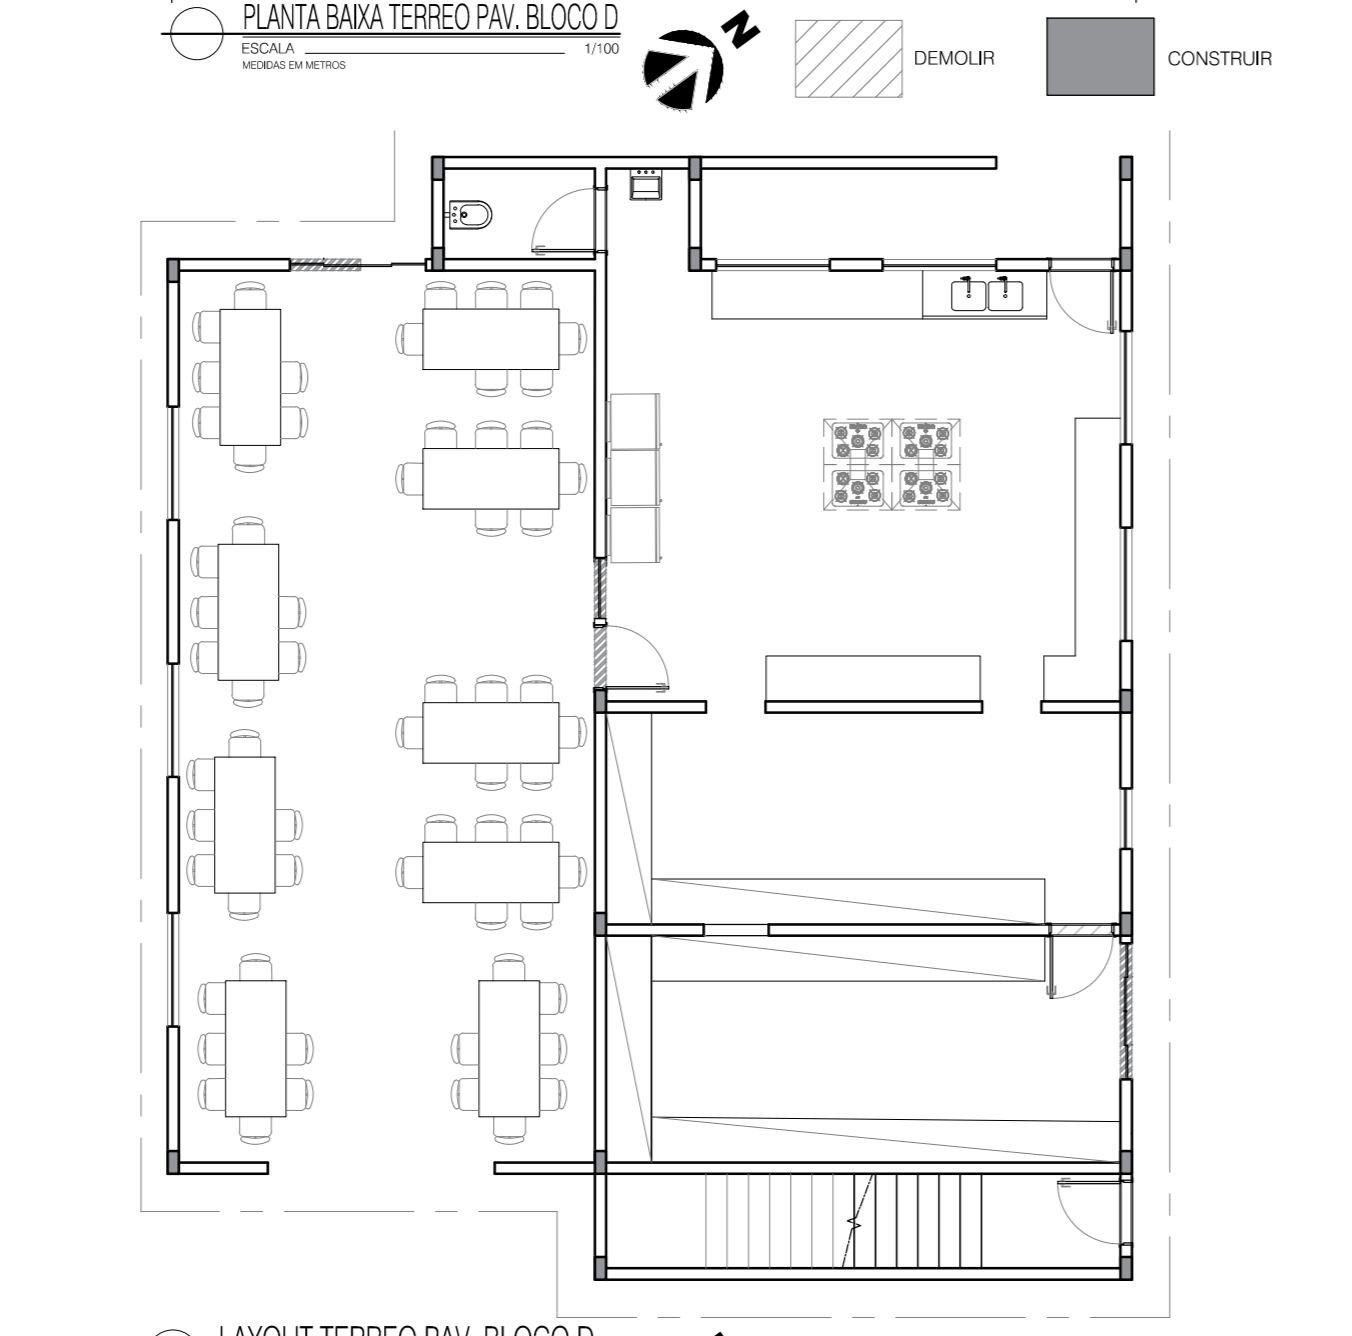 PLANTA BAIXA TERREO PAV. BLOCO D
ESCALA 1/100
MEDIDAS EM METROS
N
DEMOLIR
CONSTRUIR
LAYOUT TERREO PAV. BLOCO D